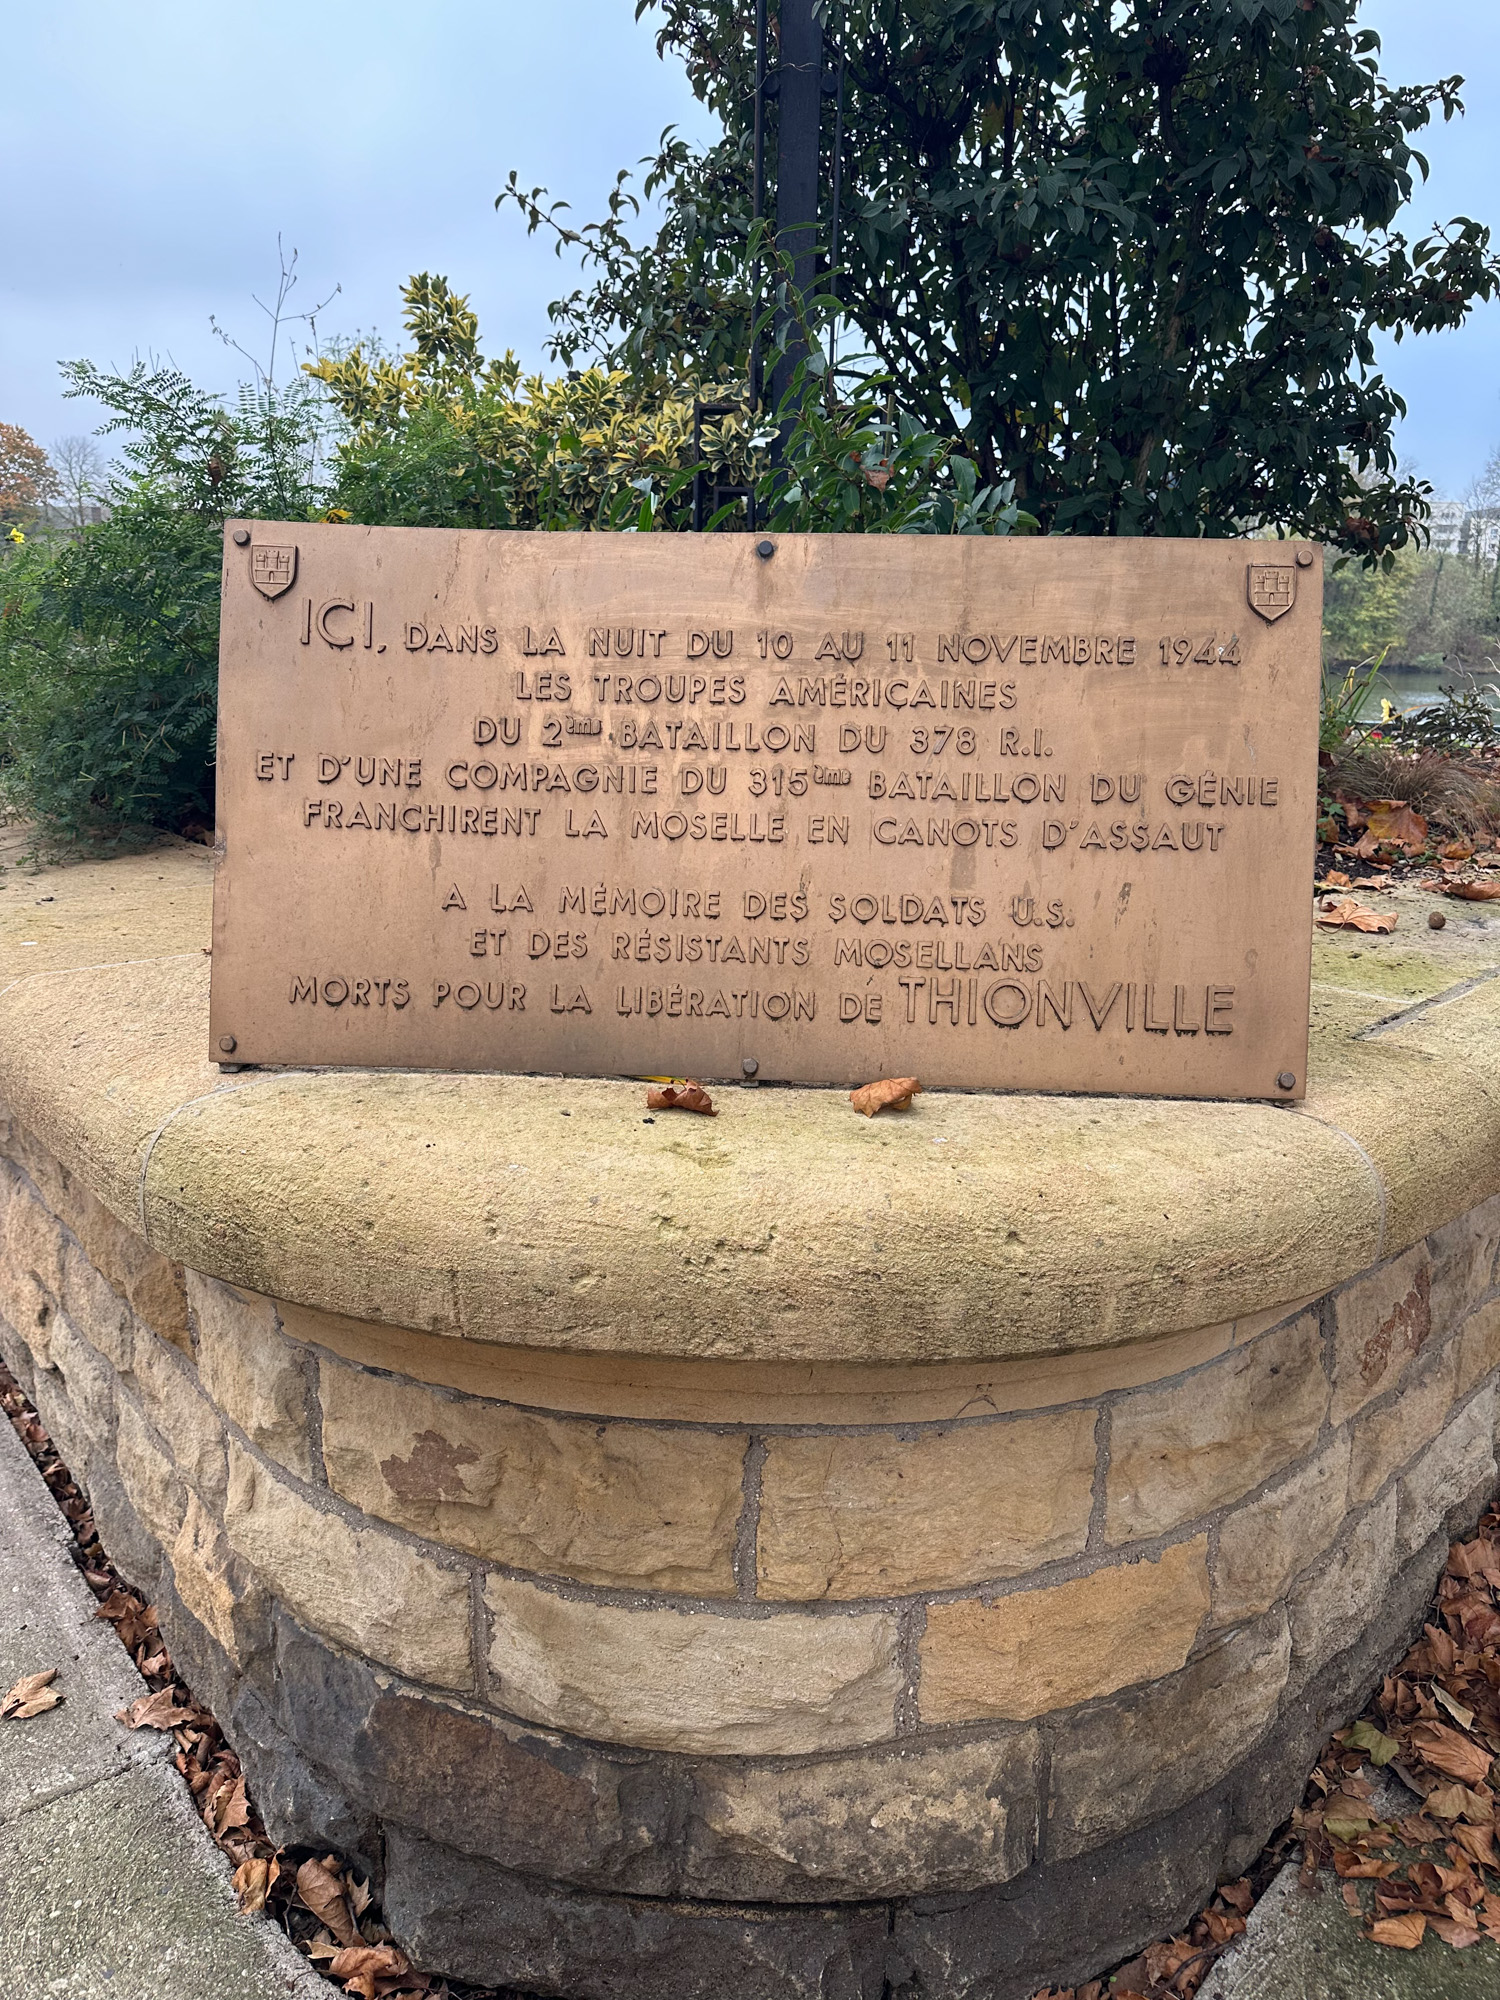 ICI, DANS LA NUIT DU 10 AU 11 NOVEMBRE 1944
LES TROUPES AMÉRICAINES
DU 2ème BATAILLON DU 378 R.I.
ET D'UNE COMPAGNIE DU 315ème BATAILLON DU GÉNIE
FRANCHIRENT LA MOSELLE EN CANOTS D'ASSAUT
A LA MÉMOIRE DES SOLDATS U.S.
ET DES RÉSISTANTS MOSELLANS
MORTS POUR LA LIBÉRATION DE THIONVILLE